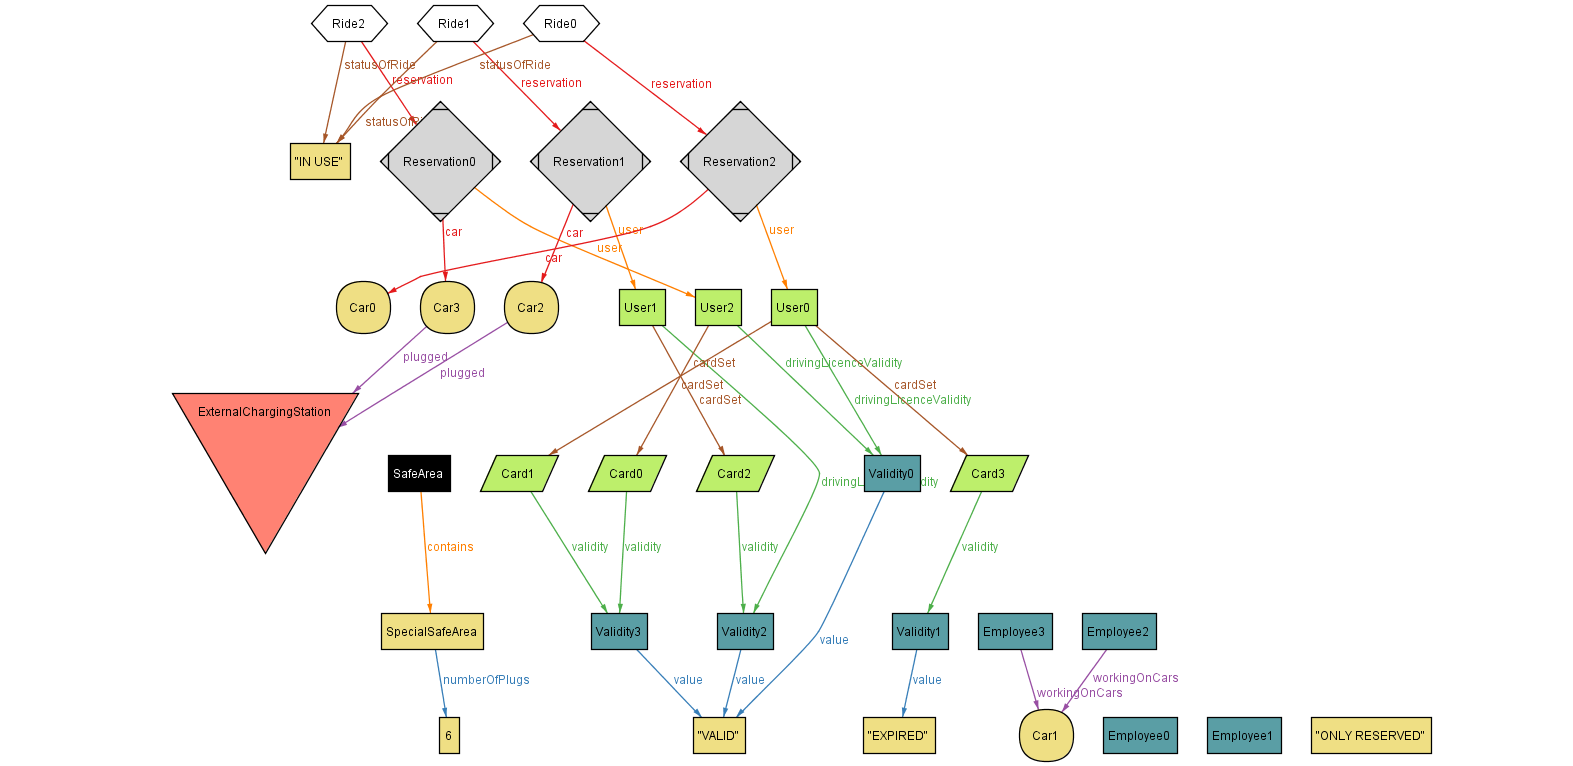 Ride2
Ride1
Ride0
statusOfRide
statusOfRide
reservation
reservation
reservation
"IN USE"
Reservation0
Reservation1
Reservation2
car
car
user
user
user
car
Car0
Car3
Car2
User1
User2
User0
plugged
plugged
cardSet
cardSet
cardSet
cardSet
drivingLicenceValidity
drivingLicenceValidity
ExternalChargingStation
SafeArea
Card1
Card0
Card2
Validity0
Card3
contains
validity
validity
validity
validity
SpecialSafeArea
Validity3
Validity2
value
Validity1
Employee3
Employee2
numberOfPlugs
value
value
value
workingOnCars
workingOnCars
6
"VALID"
"EXPIRED"
Car1
Employee0
Employee1
"ONLY RESERVED"